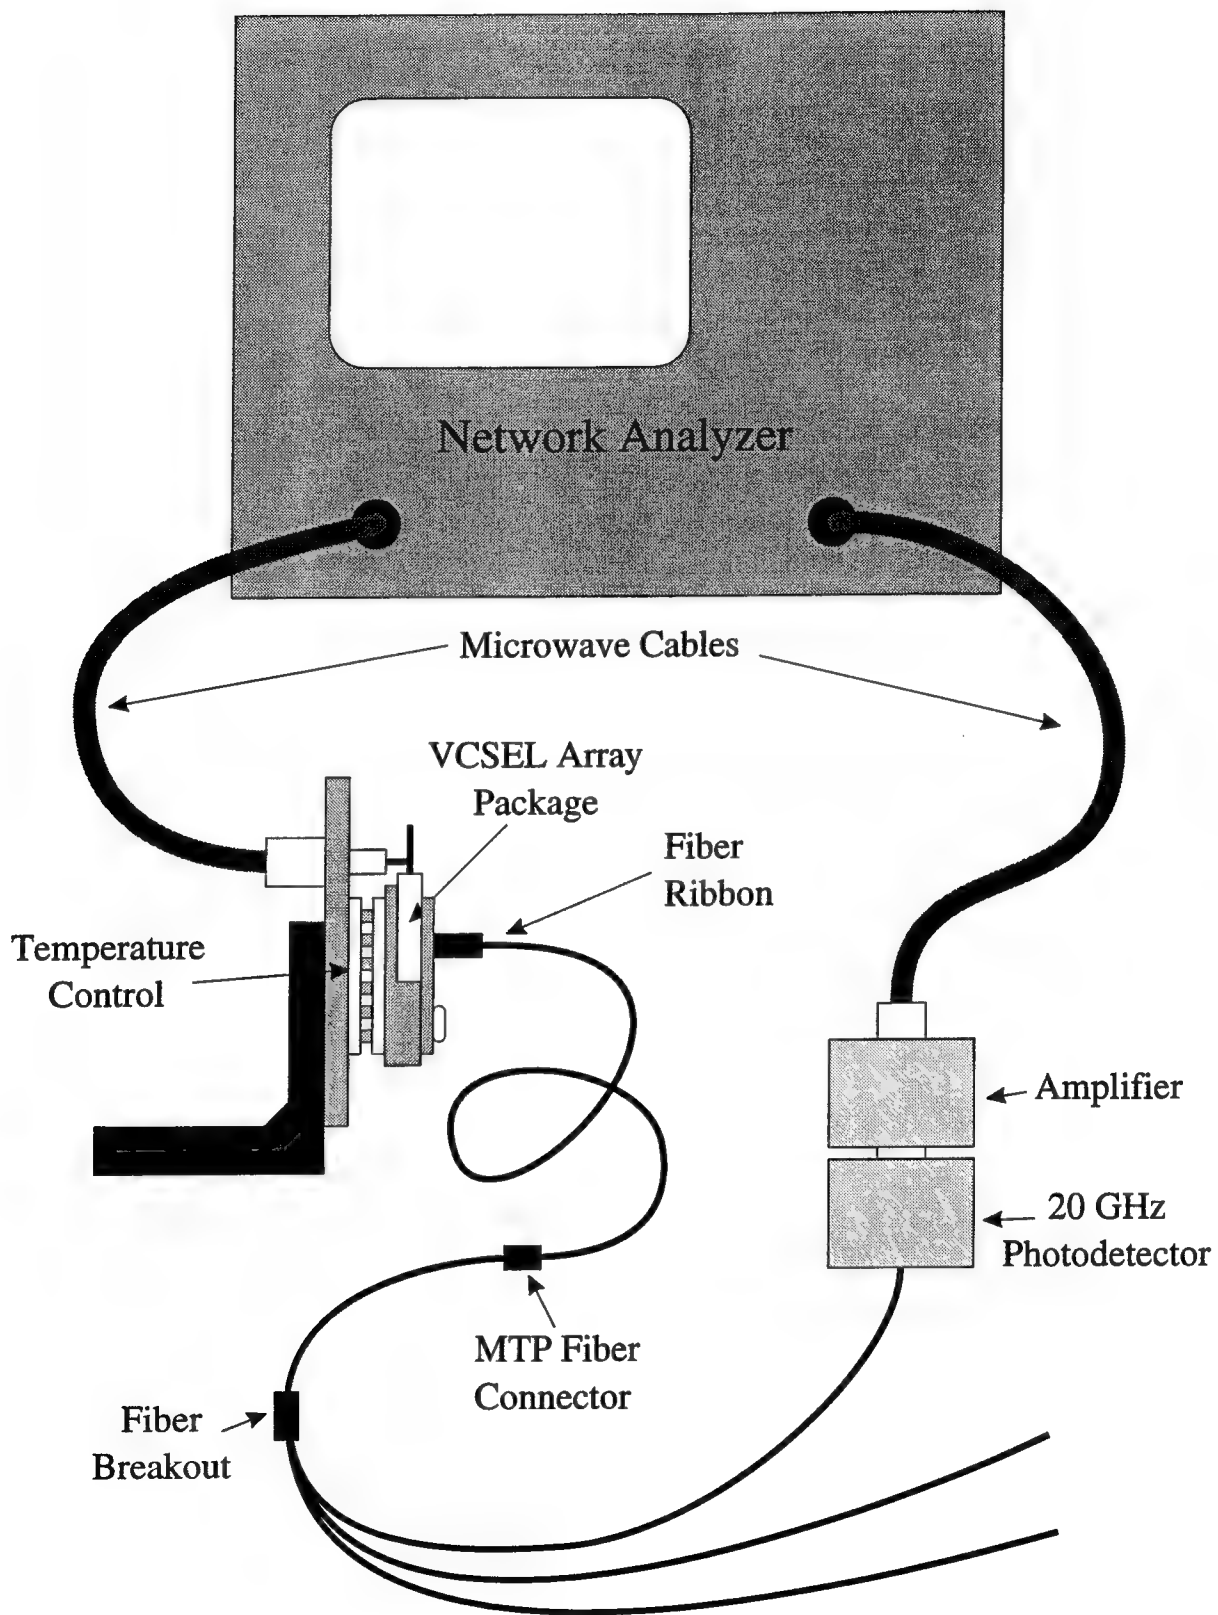 Network Analyzer
Microwave Cables
VCSEL Array
Package
Fiber
Ribbon
Temperature
Control
Amplifier
20 GHz
Photodetector
MTP Fiber
Connector
Fiber
Breakout